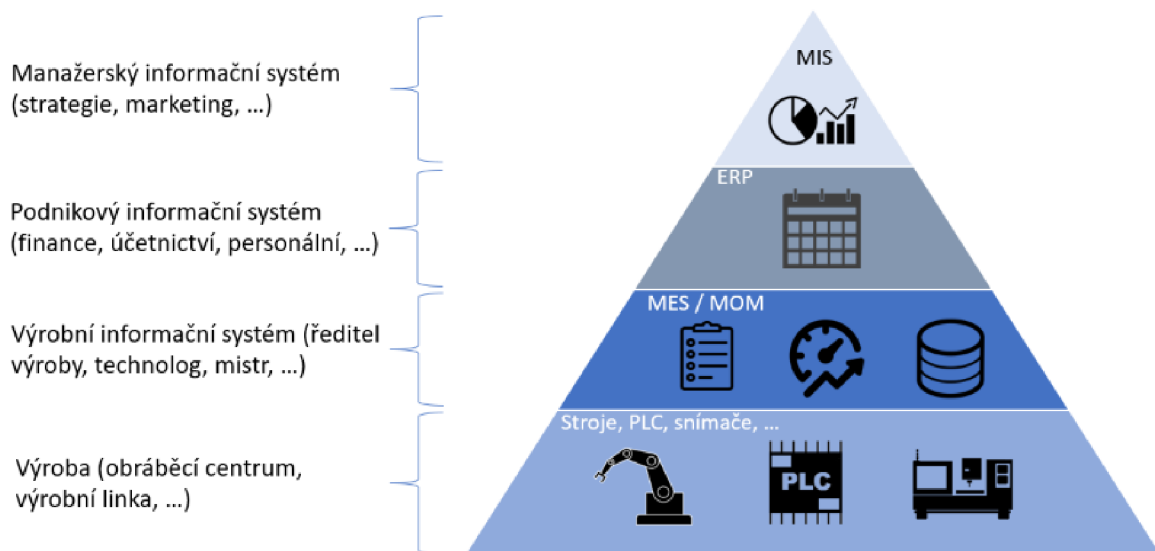 Manažerský informační systém
(strategie, marketing, …)
MIS
Podnikový informační systém
(finance, účetnictví, personální, …)
ERP
Výrobní informační systém (ředitel
výroby, technolog, mistr, …)
MES / MOM
Výroba (obráběcí centrum,
výrobní linka, …)
Stroje, PLC, snímače, …
PLC